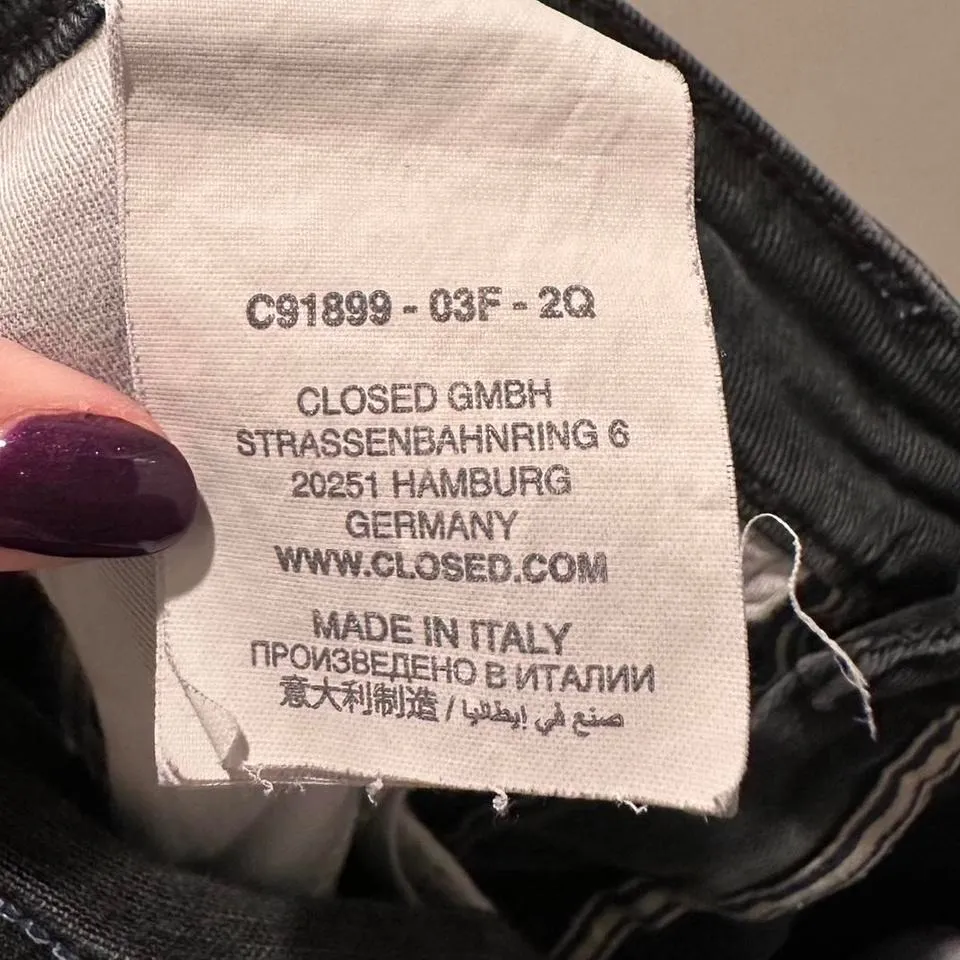 C91899 - 03F - 2Q
CLOSED GMBH
STRASSENBAHNRING 6
20251 HAMBURG
GERMANY
WWW.CLOSED.COM
MADE IN ITALY
ПРОИЗВЕДЕНО В ИТАЛИИ
意大利制造 / صنع في إيطاليا